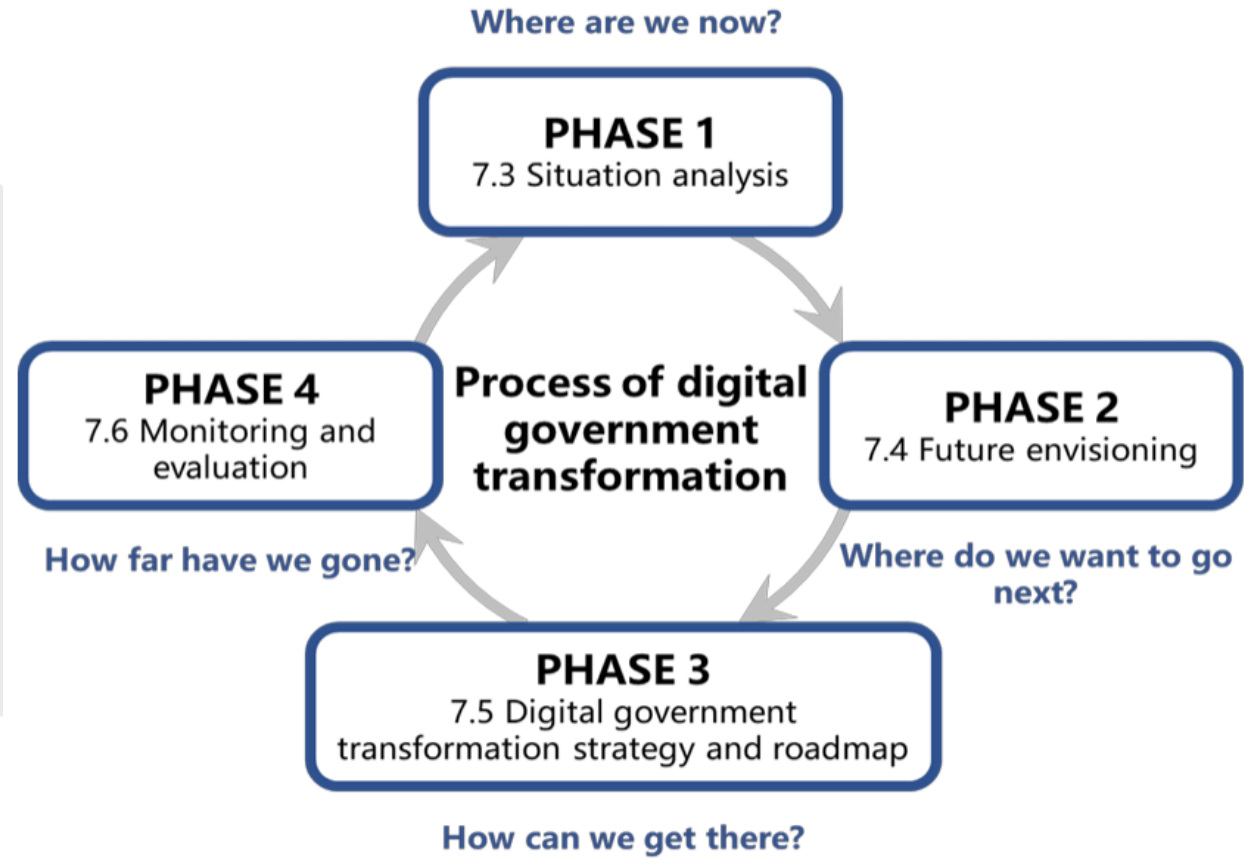 Where are we now?
PHASE 1
7.3 Situation analysis
PHASE 4
7.6 Monitoring and
evaluation
Process of digital
government
transformation
PHASE 2
7.4 Future envisioning
How far have we gone?
Where do we want to go
next?
PHASE 3
7.5 Digital government
transformation strategy and roadmap
How can we get there?